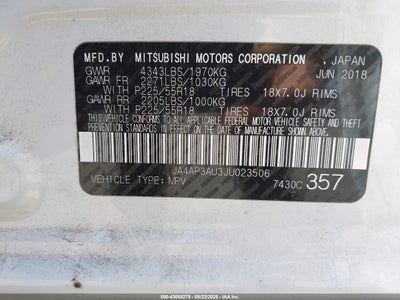 MFD.BY MITSUBISHI MOTORS CORPORATION , JAPAN
GVWR 4343LBS/1970KG JUN 2018
GAWR FR 2271LBS/1030KG
WITH P225/55R18 TIRES 18X7.0J RIMS
GAWR RR 2205LBS/1000KG
WITH P225/55R18 TIRES 18X7.0J RIMS
THIS VEHICLE CONFORMS TO ALL APPLICABLE
FEDERAL MOTOR VEHICLE SAFETY AND
THEFT PREVENTION STANDARDS IN EFFECT ON
THE DATE OF MANUFACTURE SHOWN ABOVE.
JA4AP3AU3JU023506
VEHICLE TYPE: MPV 7430C 357